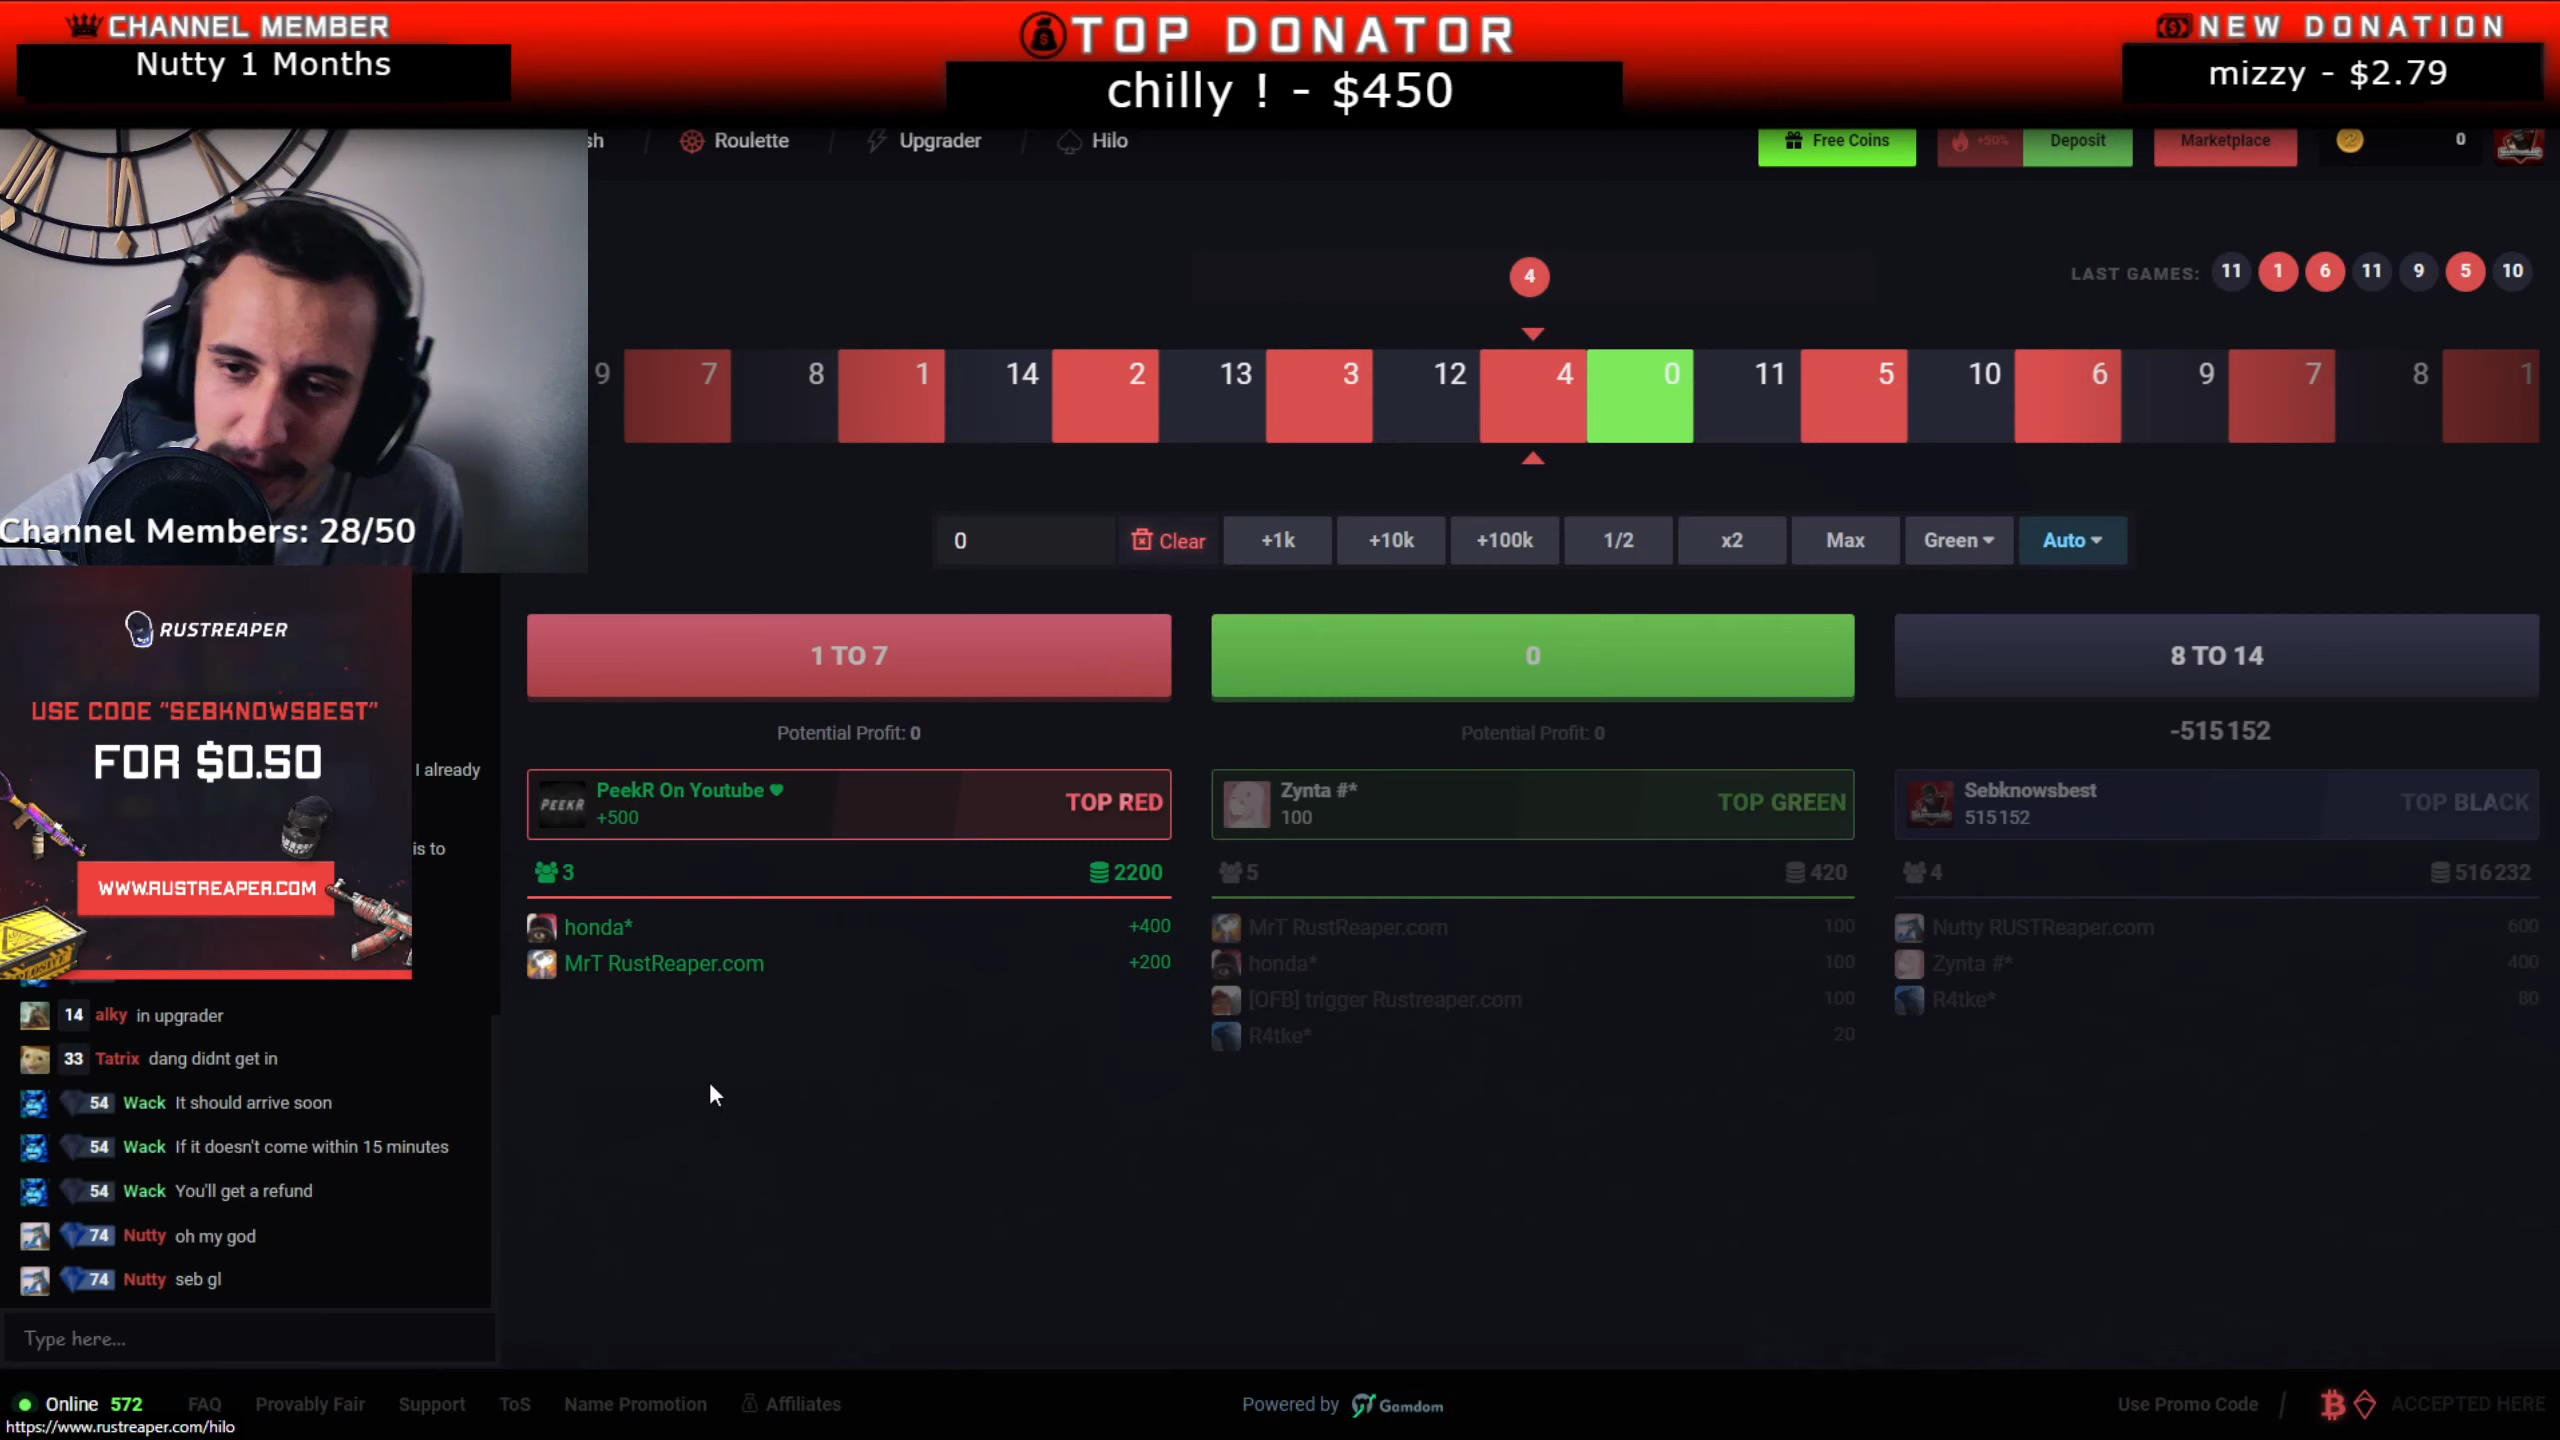 CHANNEL MEMBER
Nutty 1 Months
TOP DONATOR
chilly ! - $450
NEW DONATION
mizzy - $2.79
sh / Roulette / Upgrader / Hilo
Free Coins
+50% Deposit
Marketplace
0
4
LAST GAMES: 11 1 6 11 9 5 10
9 7 8 1 14 2 13 3 12 4 0 11 5 10 6 9 7 8 1
Channel Members: 28/50
0 Clear +1k +10k +100k 1/2 x2 Max Green Auto
RUSTREAPER
USE CODE "SEBKNOWSBEST"
FOR $0.50
WWW.RUSTREAPER.COM
I already
is to
1 TO 7
Potential Profit: 0
PEEKR
PeekR On Youtube
+500
TOP RED
3 2200
honda* +400
MrT RustReaper.com +200
0
Potential Profit: 0
Zynta #*
100
TOP GREEN
5 420
MrT RustReaper.com 100
honda* 100
[OFB] trigger Rustreaper.com 100
R4tke* 20
8 TO 14
-515152
Sebknowsbest
515152
TOP BLACK
4 516232
Nutty RUSTReaper.com 600
Zynta #* 400
R4tke* 80
14 alky in upgrader
33 Tatrix dang didnt get in
54 Wack It should arrive soon
54 Wack If it doesn't come within 15 minutes
54 Wack You'll get a refund
74 Nutty oh my god
74 Nutty seb gl
Type here...
Online 572 FAQ Provably Fair Support ToS Name Promotion Affiliates
Powered by Gamdom
Use Promo Code / ACCEPTED HERE
https://www.rustreaper.com/hilo